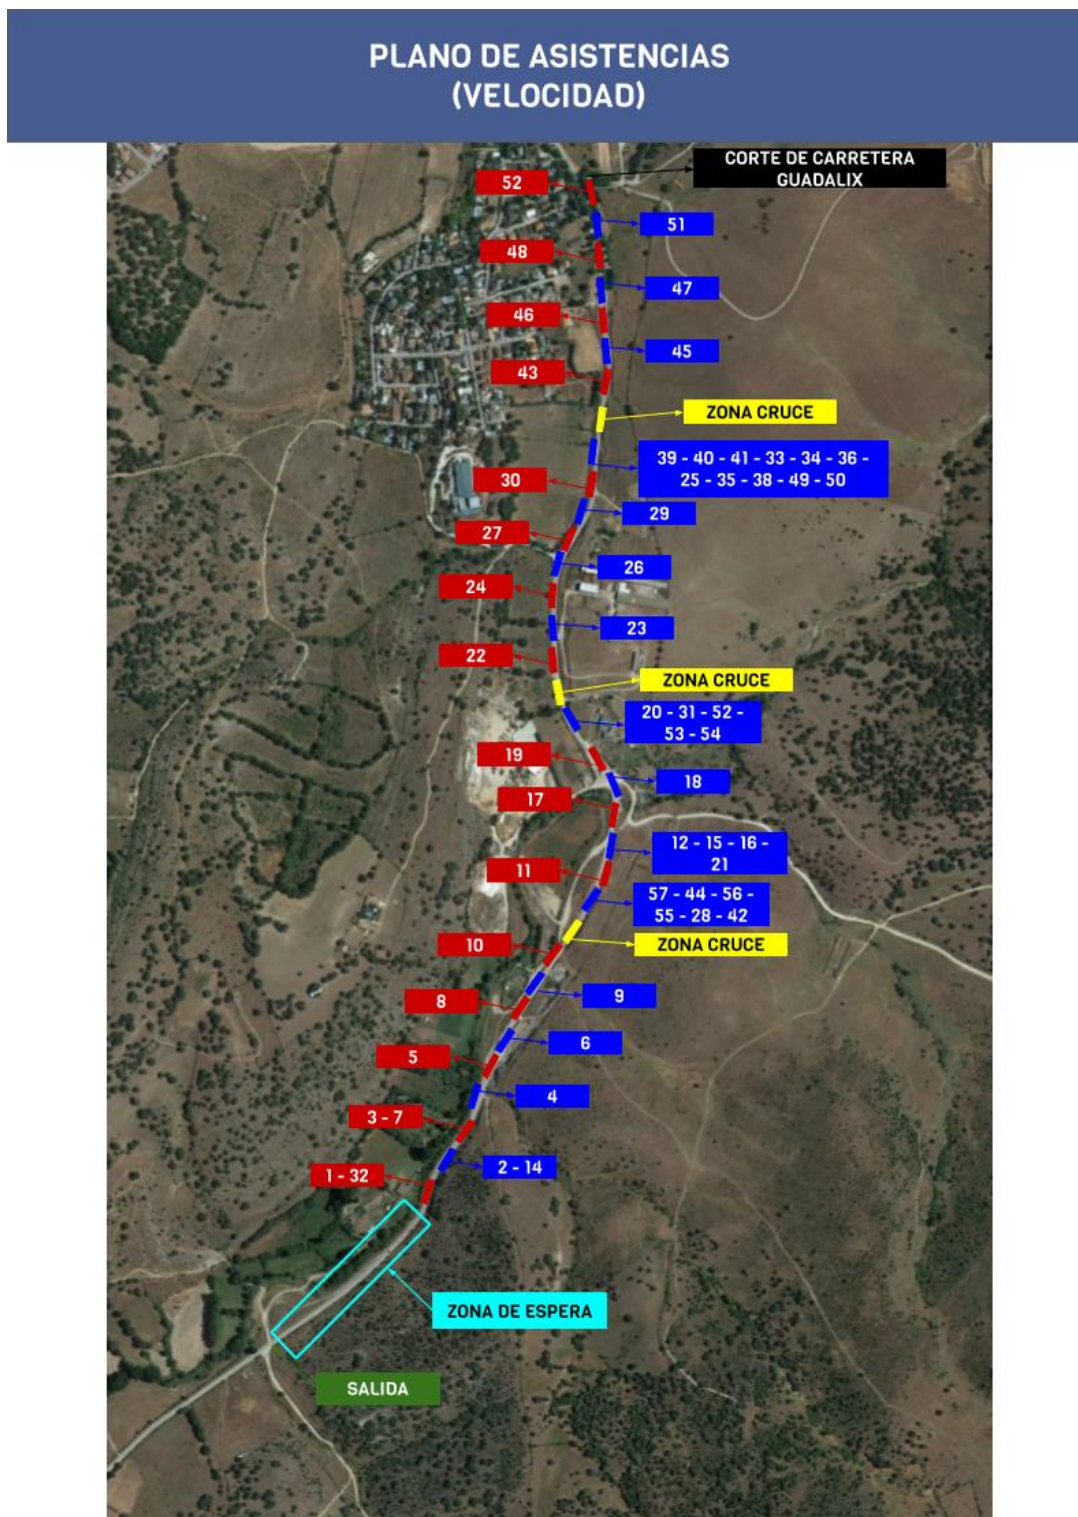 PLANO DE ASISTENCIAS
(VELOCIDAD)
CORTE DE CARRETERA
GUADALIX
52
51
48
47
46
45
43
ZONA CRUCE
39 - 40 - 41 - 33 - 34 - 36 -
25 - 35 - 38 - 49 - 50
30
29
27
26
24
23
22
ZONA CRUCE
20 - 31 - 52 -
53 - 54
19
18
17
12 - 15 - 16 -
21
11
57 - 44 - 56 -
55 - 28 - 42
ZONA CRUCE
10
9
8
6
5
4
3 - 7
2 - 14
1 - 32
ZONA DE ESPERA
SALIDA